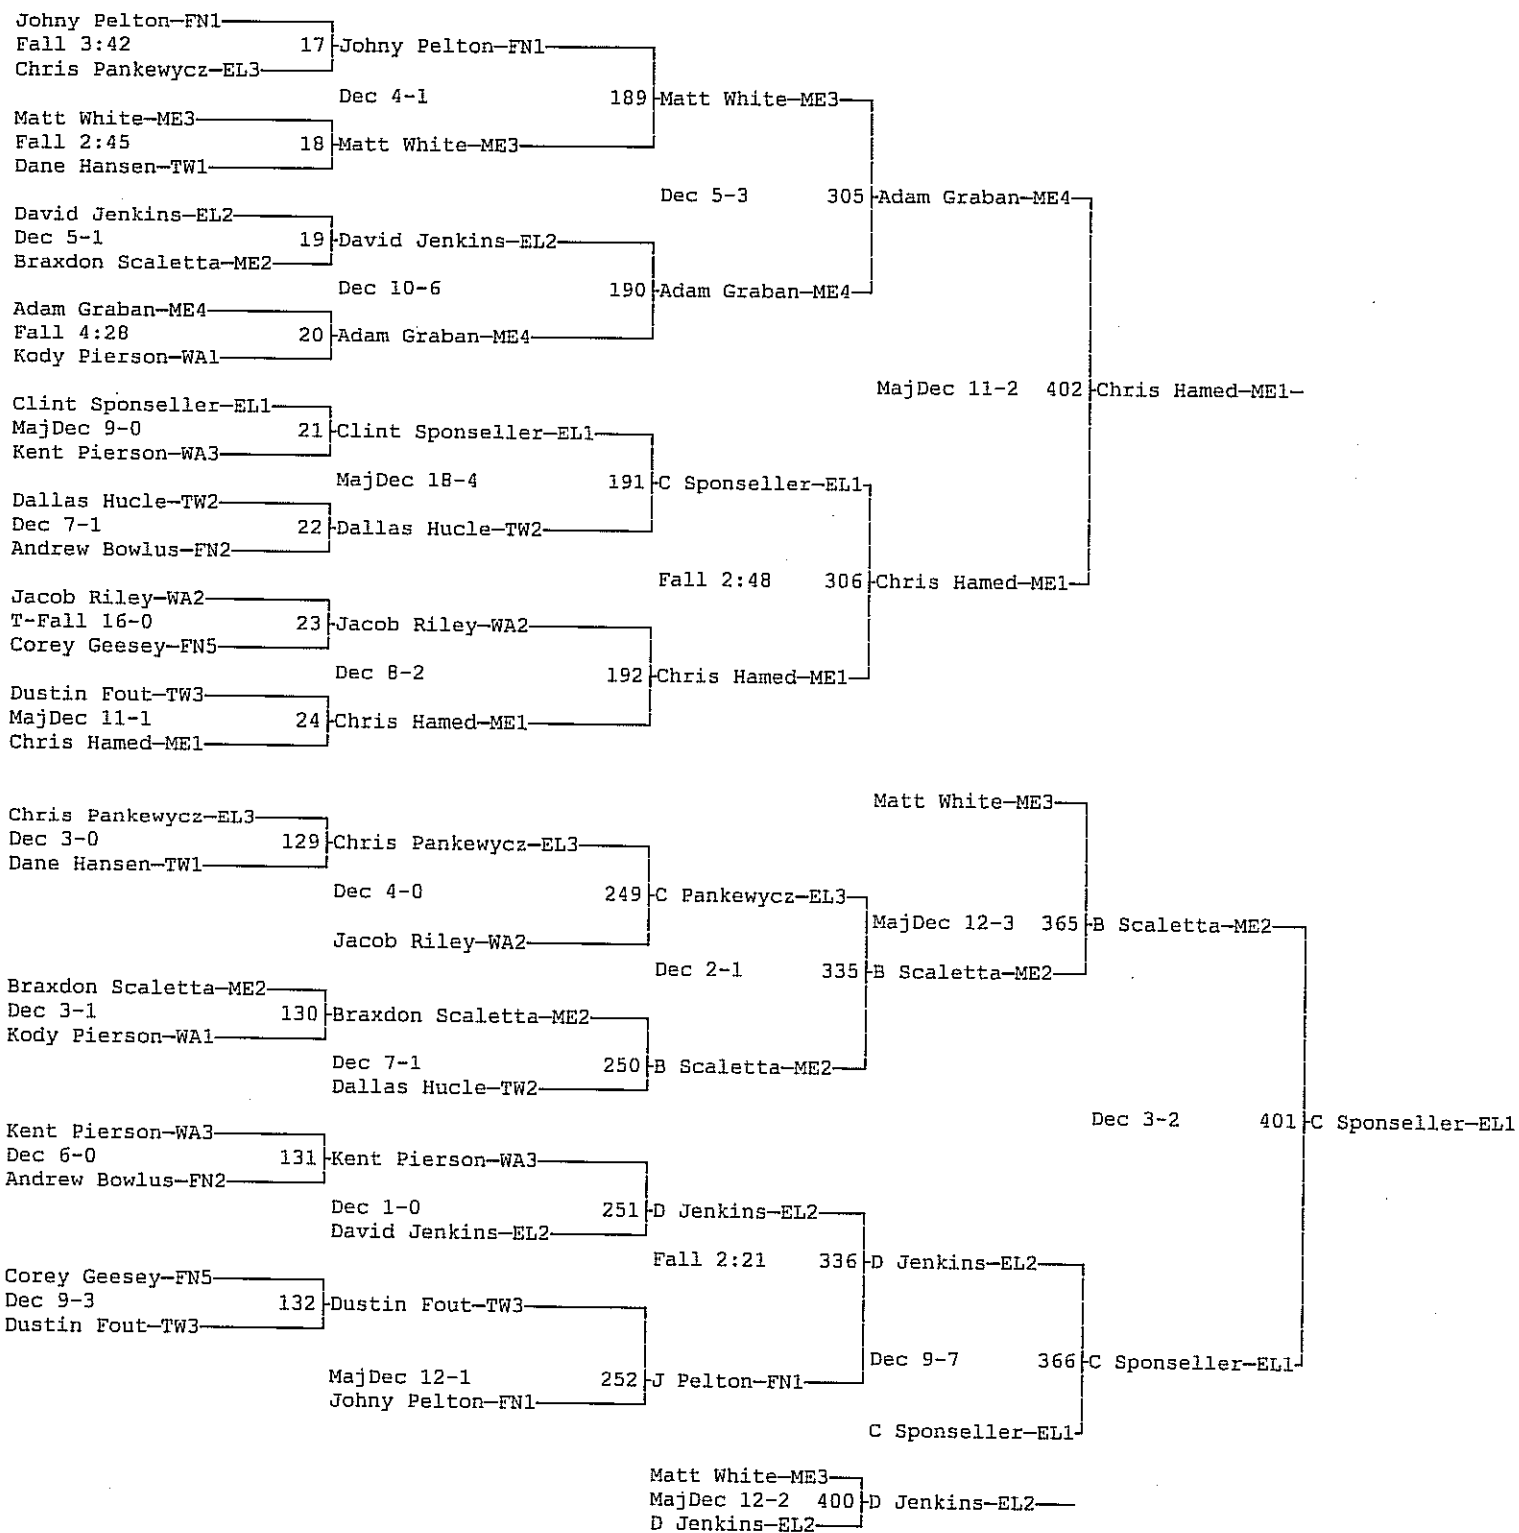 Johny Pelton—FN1
Fall 3:42 17 Johny Pelton—FN1
Chris Pankewycz—EL3
Dec 4-1 189 Matt White—ME3
Matt White—ME3
Fall 2:45 18 Matt White—ME3
Dane Hansen—TW1
Dec 5-3 305 Adam Graban—ME4
David Jenkins—EL2
Dec 5-1 19 David Jenkins—EL2
Braxdon Scaletta—ME2
Dec 10-6 190 Adam Graban—ME4
Adam Graban—ME4
Fall 4:28 20 Adam Graban—ME4
Kody Pierson—WA1
MajDec 11-2 402 Chris Hamed—ME1
Clint Sponseller—EL1
MajDec 9-0 21 Clint Sponseller—EL1
Kent Pierson—WA3
MajDec 18-4 191 C Sponseller—EL1
Dallas Hucle—TW2
Dec 7-1 22 Dallas Hucle—TW2
Andrew Bowlus—FN2
Fall 2:48 306 Chris Hamed—ME1
Jacob Riley—WA2
T-Fall 16-0 23 Jacob Riley—WA2
Corey Geesey—FN5
Dec 8-2 192 Chris Hamed—ME1
Dustin Fout—TW3
MajDec 11-1 24 Chris Hamed—ME1
Chris Hamed—ME1
Matt White—ME3
Chris Pankewycz—EL3
Dec 3-0 129 Chris Pankewycz—EL3
Dane Hansen—TW1
Dec 4-0 249 C Pankewycz—EL3
MajDec 12-3 365 B Scaletta—ME2
Jacob Riley—WA2
Dec 2-1 335 B Scaletta—ME2
Braxdon Scaletta—ME2
Dec 3-1 130 Braxdon Scaletta—ME2
Kody Pierson—WA1
Dec 7-1 250 B Scaletta—ME2
Dallas Hucle—TW2
Dec 3-2 401 C Sponseller—EL1
Kent Pierson—WA3
Dec 6-0 131 Kent Pierson—WA3
Andrew Bowlus—FN2
Dec 1-0 251 D Jenkins—EL2
David Jenkins—EL2
Fall 2:21 336 D Jenkins—EL2
Corey Geesey—FN5
Dec 9-3 132 Dustin Fout—TW3
Dustin Fout—TW3
Dec 9-7 366 C Sponseller—EL1
MajDec 12-1 252 J Pelton—FN1
Johny Pelton—FN1
C Sponseller—EL1
Matt White—ME3
MajDec 12-2 400 D Jenkins—EL2
D Jenkins—EL2